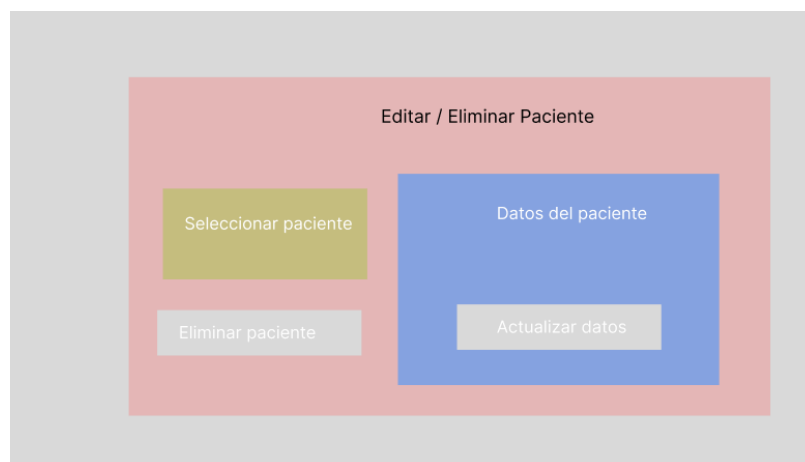 Editar / Eliminar Paciente
Seleccionar paciente
Eliminar paciente
Datos del paciente
Actualizar datos